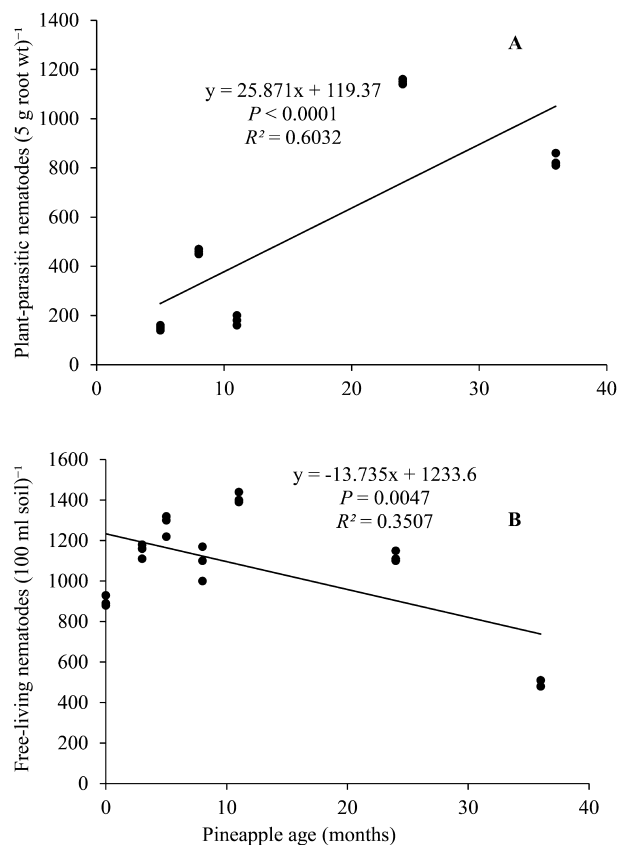 1400
A
1200
y = 25.871x + 119.37
P < 0.0001
R² = 0.6032
1000
800
600
400
200
0
0 10 20 30 40
Plant-parasitic nematodes (5 g root wt)⁻¹
1600
y = -13.735x + 1233.6
P = 0.0047
R² = 0.3507
B
1400
1200
1000
800
600
400
200
0
0 10 20 30 40
Free-living nematodes (100 ml soil)⁻¹
Pineapple age (months)